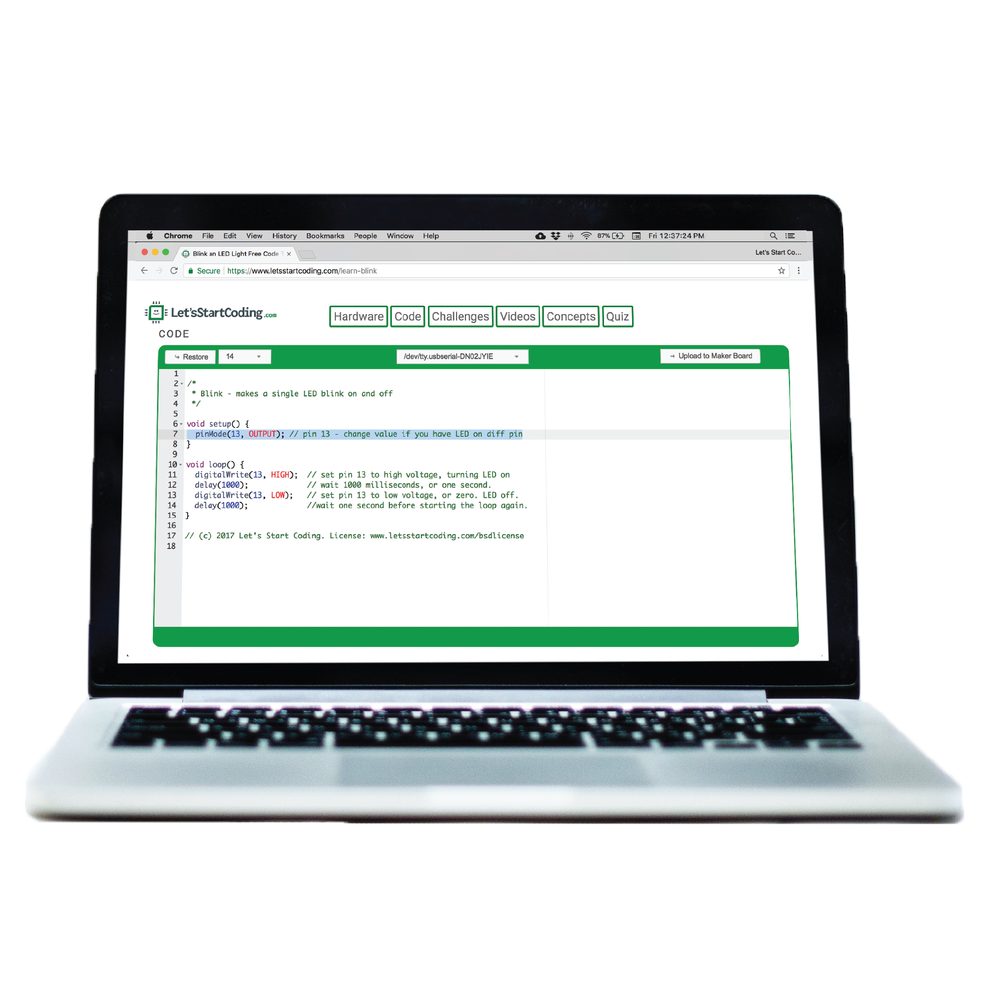 Chrome File Edit View History Bookmarks People Window Help 87% Fri 12:37:24 PM
Blink an LED Light Free Code
Let's Start Co...
Secure https://www.letsstartcoding.com/learn-blink
Let'sStartCoding.com
Hardware Code Challenges Videos Concepts Quiz
CODE
Restore 14 /dev/tty.usbserial-DN02JYIE Upload to Maker Board
1
2 /*
3 * Blink - makes a single LED blink on and off
4 */
5
6 void setup() {
7 pinMode(13, OUTPUT); // pin 13 - change value if you have LED on diff pin
8 }
9
10 void loop() {
11 digitalWrite(13, HIGH); // set pin 13 to high voltage, turning LED on
12 delay(1000); // wait 1000 milliseconds, or one second.
13 digitalWrite(13, LOW); // set pin 13 to low voltage, or zero. LED off.
14 delay(1000); //wait one second before starting the loop again.
15 }
16
17 // (c) 2017 Let's Start Coding. License: www.letsstartcoding.com/bsdlicense
18